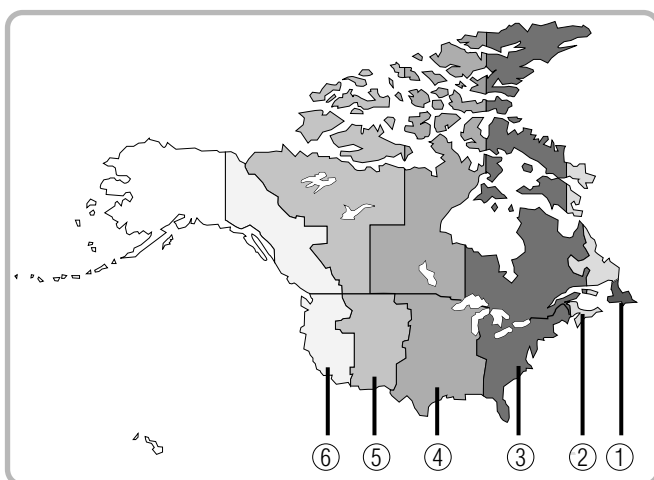 ⑥ ⑤ ④ ③ ② ①